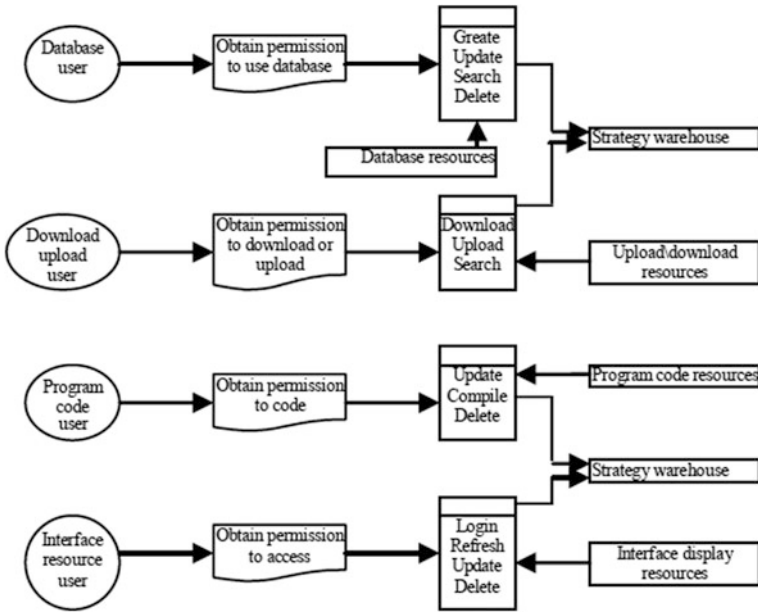 Database
user
Obtain permission
to use database
Greate
Update
Search
Delete
Strategy warehouse
Database resources
Download
upload
user
Obtain permission
to download or
upload
Download
Upload
Search
Upload\download
resources
Program
code
user
Obtain permission
to code
Update
Compile
Delete
Program code resources
Strategy warehouse
Interface
resource
user
Obtain permission
to access
Login
Refresh
Update
Delete
Interface display
resources